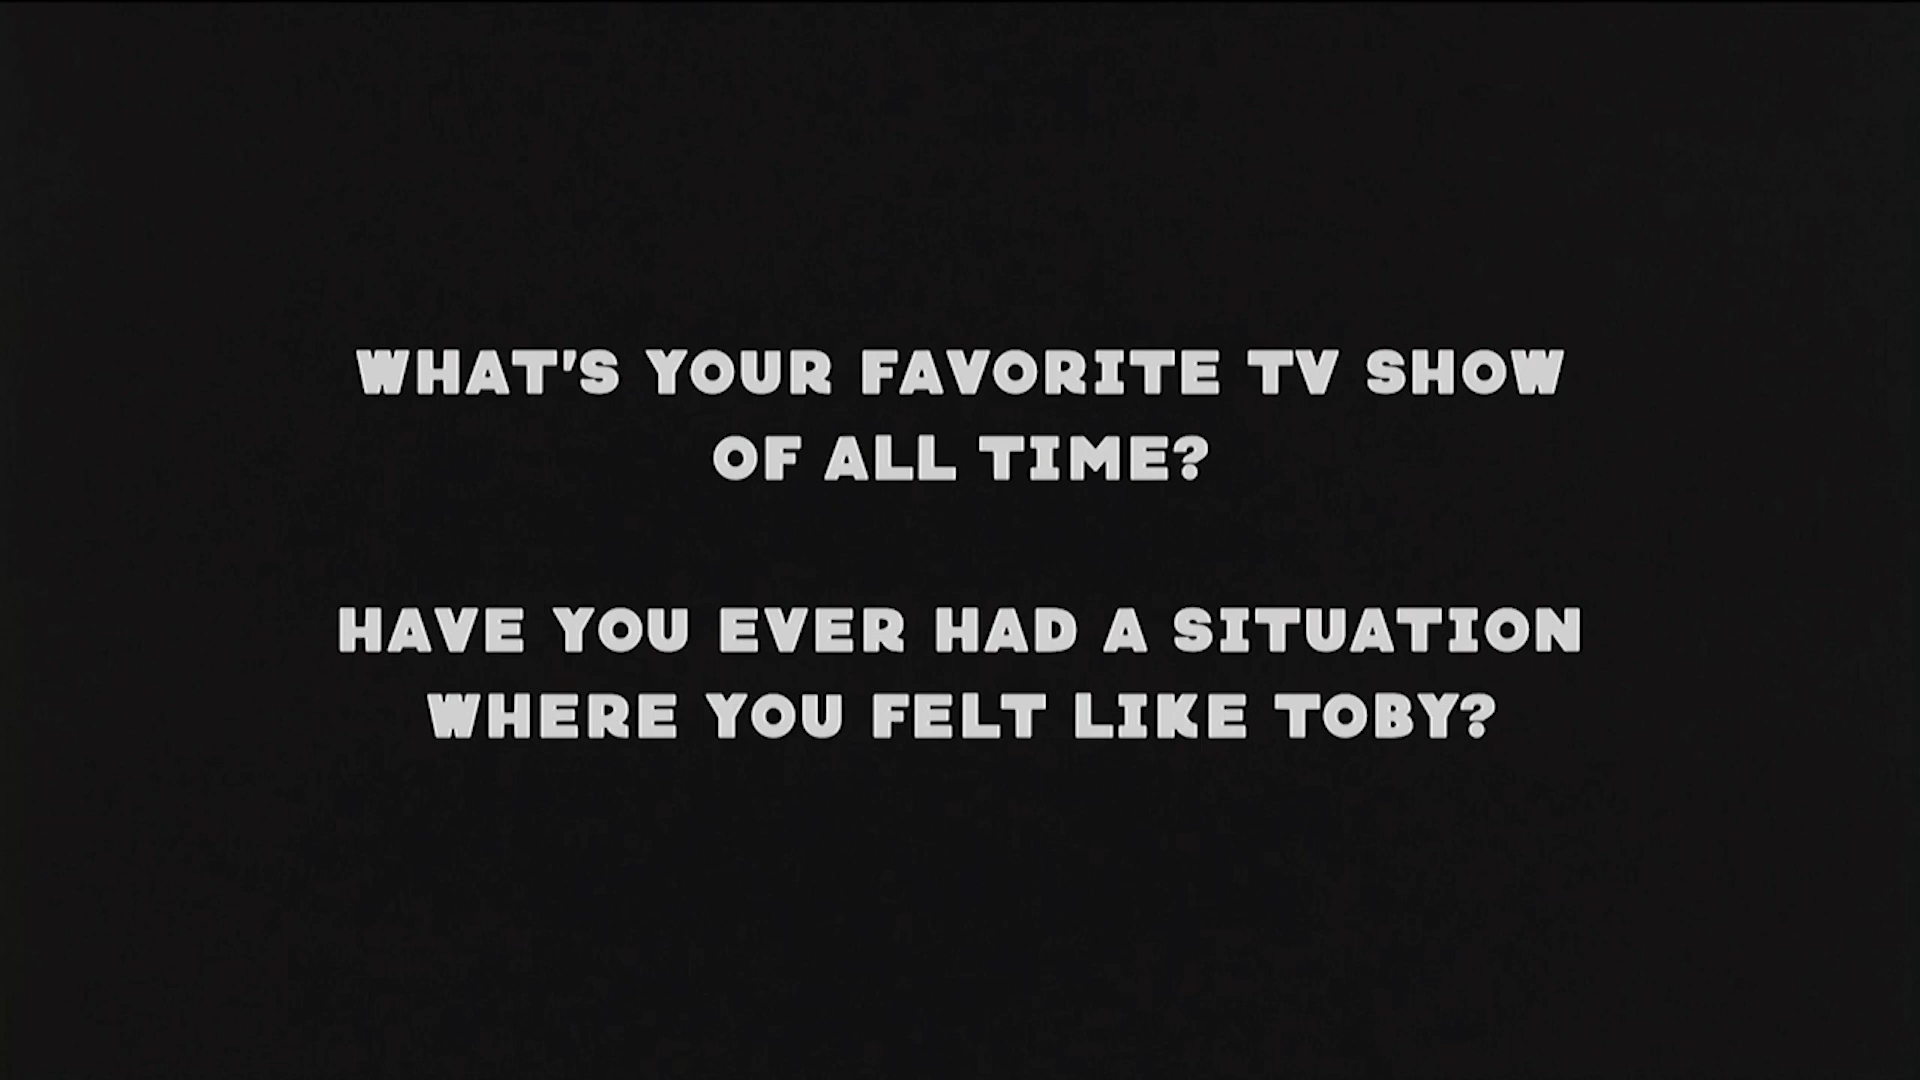 WHAT'S YOUR FAVORITE TV SHOW
OF ALL TIME?
HAVE YOU EVER HAD A SITUATION
WHERE YOU FELT LIKE TOBY?